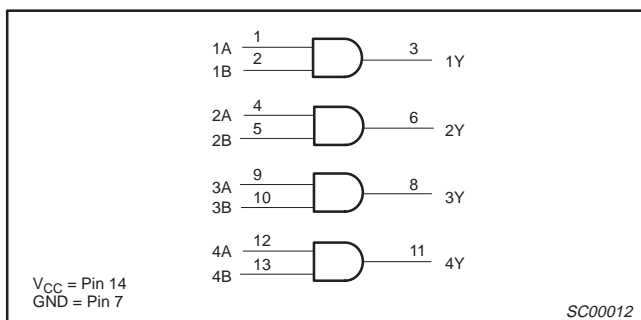 1A 1 3 1Y
1B 2
2A 4 6 2Y
2B 5
3A 9 8 3Y
3B 10
4A 12 11 4Y
4B 13
VCC = Pin 14
GND = Pin 7
SC00012